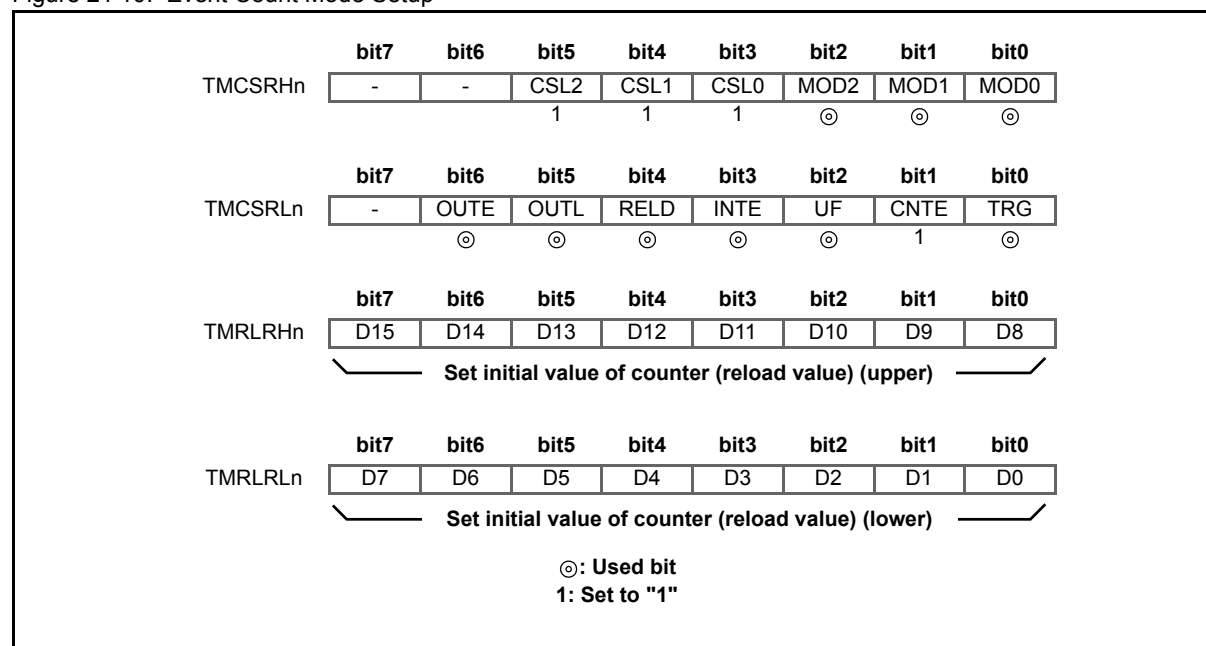 Figure 21-10. Event Count Mode Setup
bit7 bit6 bit5 bit4 bit3 bit2 bit1 bit0
TMCSRHn - - CSL2 CSL1 CSL0 MOD2 MOD1 MOD0
1 1 1 ◎ ◎ ◎
bit7 bit6 bit5 bit4 bit3 bit2 bit1 bit0
TMCSRLn - OUTE OUTL RELD INTE UF CNTE TRG
◎ ◎ ◎ ◎ ◎ 1 ◎
bit7 bit6 bit5 bit4 bit3 bit2 bit1 bit0
TMRLRHn D15 D14 D13 D12 D11 D10 D9 D8
Set initial value of counter (reload value) (upper)
bit7 bit6 bit5 bit4 bit3 bit2 bit1 bit0
TMRLRLn D7 D6 D5 D4 D3 D2 D1 D0
Set initial value of counter (reload value) (lower)
◎: Used bit
1: Set to "1"